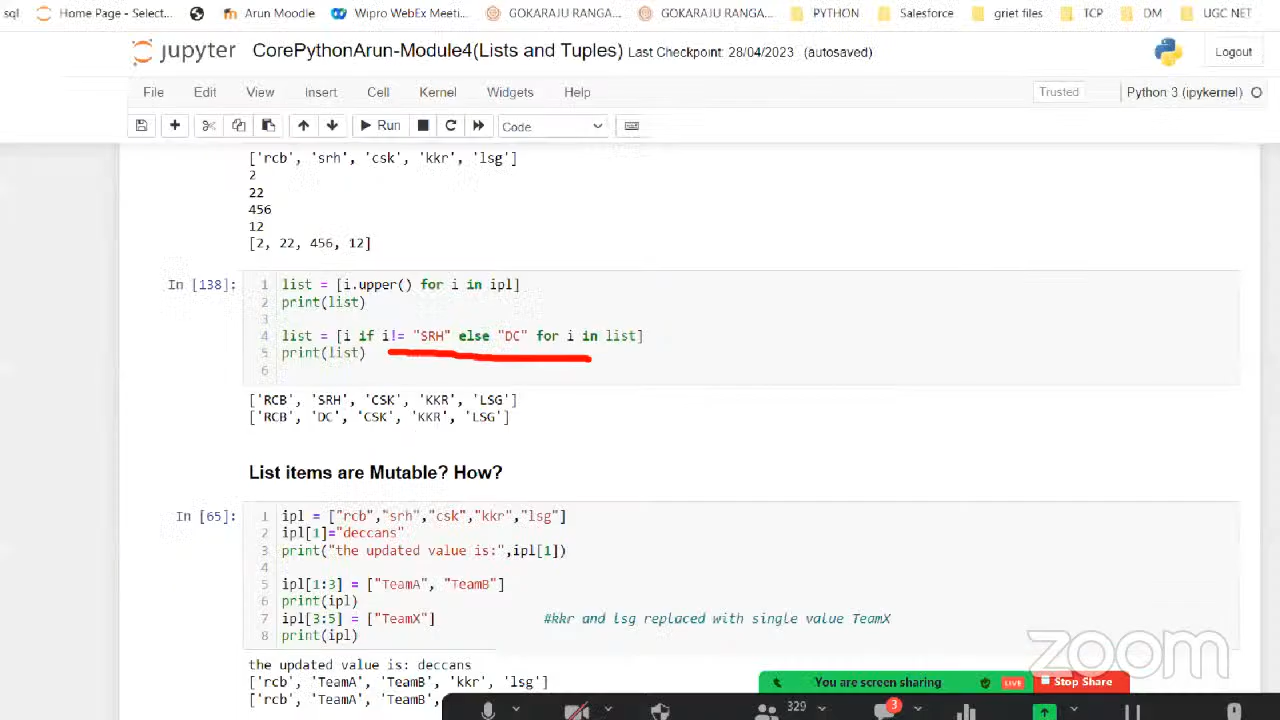 sql Home Page - Select... Arun Moodle Wipro WebEx Meeti... GOKARAJU RANGA... GOKARAJU RANGA... PYTHON Salesforce griet files TCP DM UGC NET
jupyter CorePythonArun-Module4(Lists and Tuples) Last Checkpoint: 28/04/2023 (autosaved) Logout
File Edit View Insert Cell Kernel Widgets Help Trusted Python 3 (ipykernel)
Run Code
['rcb', 'srh', 'csk', 'kkr', 'lsg']
2
22
456
12
[2, 22, 456, 12]
In [138]: 1 list = [i.upper() for i in ipl]
2 print(list)
3
4 list = [i if i!= "SRH" else "DC" for i in list]
5 print(list)
6
['RCB', 'SRH', 'CSK', 'KKR', 'LSG']
['RCB', 'DC', 'CSK', 'KKR', 'LSG']
List items are Mutable? How?
In [65]: 1 ipl = ["rcb","srh","csk","kkr","lsg"]
2 ipl[1]="deccans"
3 print("the updated value is:",ipl[1])
4
5 ipl[1:3] = ["TeamA", "TeamB"]
6 print(ipl)
7 ipl[3:5] = ["TeamX"] #kkr and lsg replaced with single value TeamX
8 print(ipl)
the updated value is: deccans
['rcb', 'TeamA', 'TeamB', 'kkr', 'lsg']
['rcb', 'TeamA', 'TeamB',
zoom
You are screen sharing LIVE Stop Share
329 3